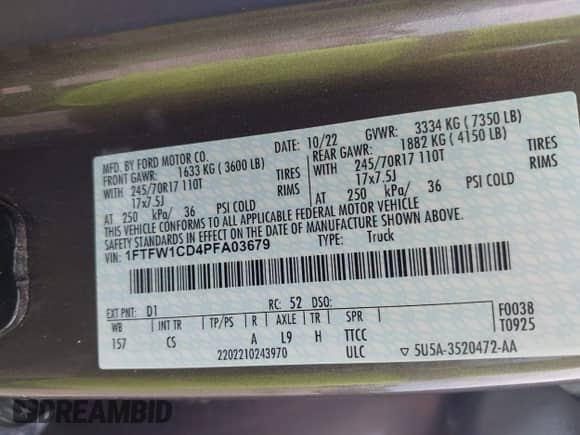 MFD. BY FORD MOTOR CO. DATE: 10/22 GVWR: 3334 KG ( 7350 LB)
FRONT GAWR: 1633 KG (3600 LB) REAR GAWR: 1882 KG ( 4150 LB)
WITH 245/70R17 110T TIRES WITH 245/70R17 110T TIRES
17x7.5J RIMS 17x7.5J RIMS
AT 250 kPa/ 36 PSI COLD AT 250 kPa/ 36 PSI COLD
THIS VEHICLE CONFORMS TO ALL APPLICABLE FEDERAL MOTOR VEHICLE
SAFETY STANDARDS IN EFFECT ON THE DATE OF MANUFACTURE SHOWN ABOVE.
VIN: 1FTFW1CD4PFA03679 TYPE: Truck
F0038
T0925
EXT PNT: D1 RC: 52 DSO:
WB INT TR TP/PS R AXLE TR SPR
157 CS A L9 H TTCC
2202210243970 ULC ▽ 5U5A-3520472-AA
DREAMBID